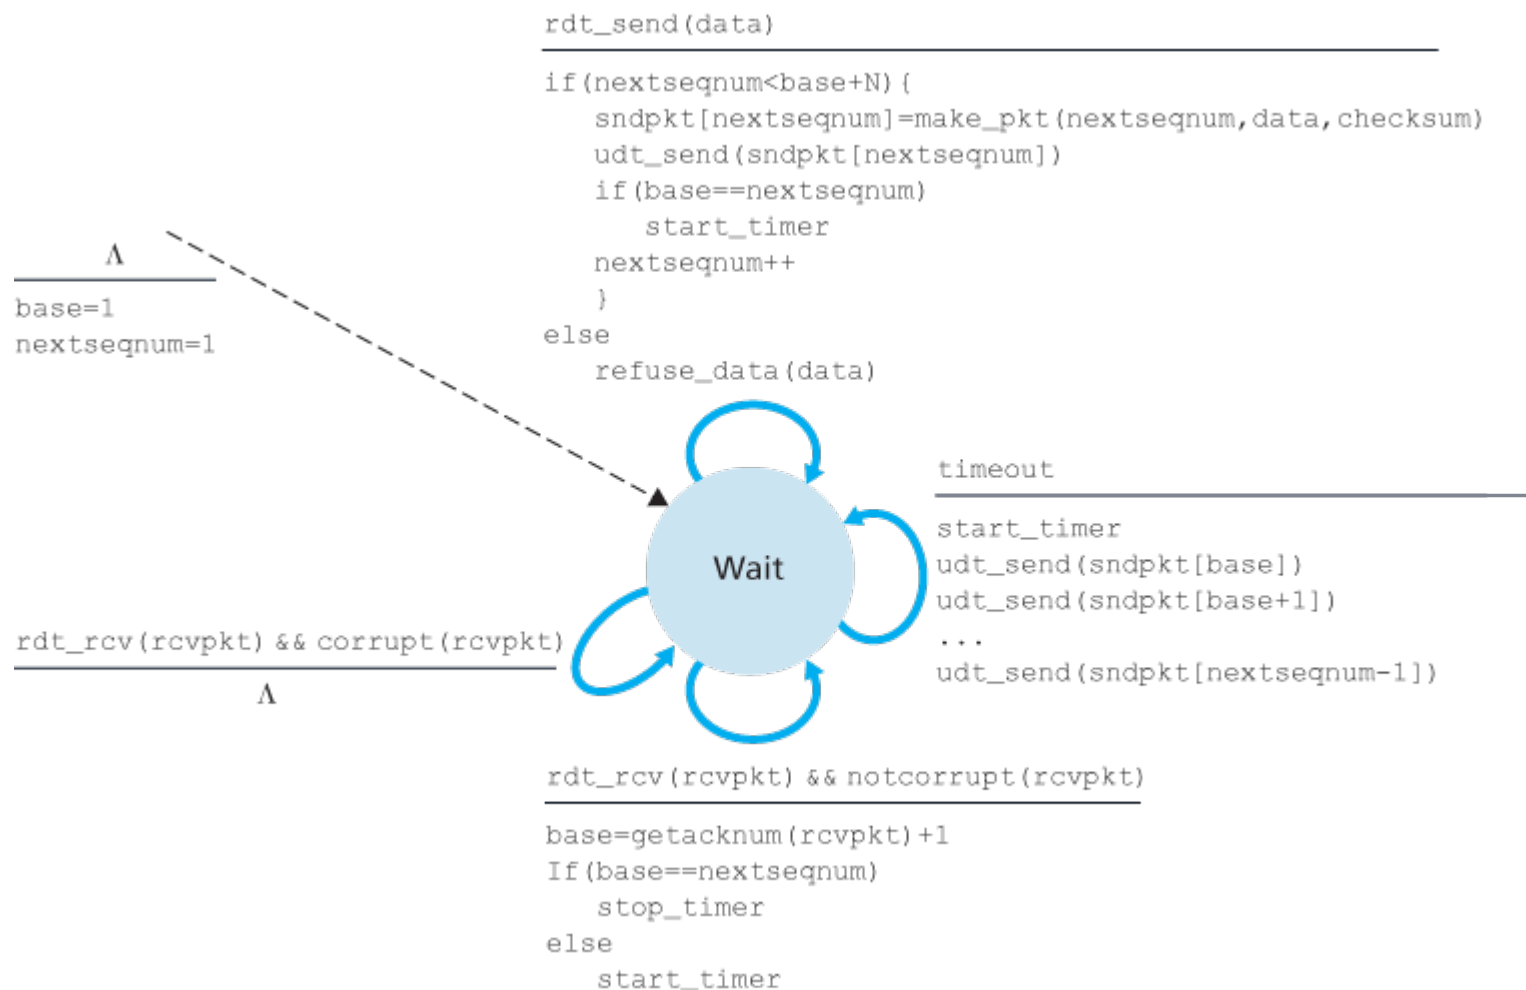 rdt_send(data)
if(nextseqnum<base+N){
sndpkt[nextseqnum]=make_pkt(nextseqnum,data,checksum)
udt_send(sndpkt[nextseqnum])
if(base==nextseqnum)
start_timer
nextseqnum++
}
else
refuse_data(data)
Λ
base=1
nextseqnum=1
Wait
timeout
start_timer
udt_send(sndpkt[base])
udt_send(sndpkt[base+1])
...
udt_send(sndpkt[nextseqnum-1])
rdt_rcv(rcvpkt) && corrupt(rcvpkt)
Λ
rdt_rcv(rcvpkt) && notcorrupt(rcvpkt)
base=getacknum(rcvpkt)+1
If(base==nextseqnum)
stop_timer
else
start_timer